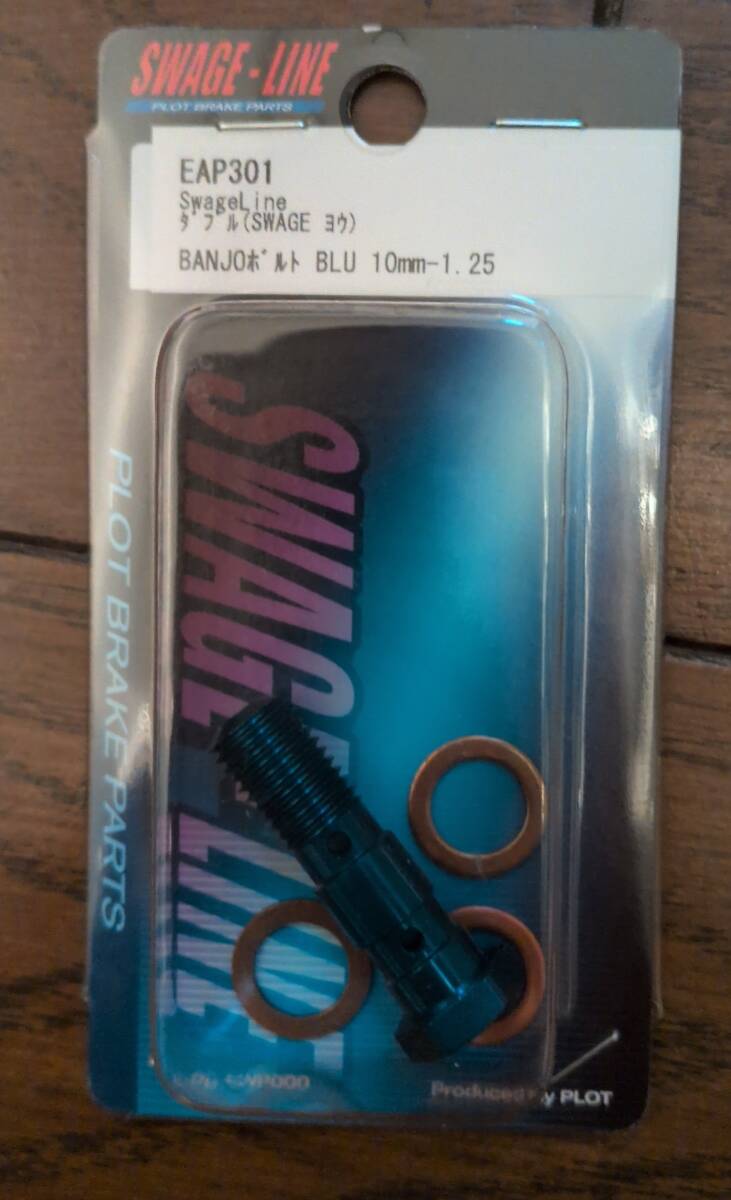 SWAGE-LINE
PLOT BRAKE PARTS
EAP301
SwageLine
ダブル(SWAGE ヨウ)
BANJOボルト BLU 10mm-1.25
SWAGE-LINE
PLOT BRAKE PARTS
Produced by PLOT